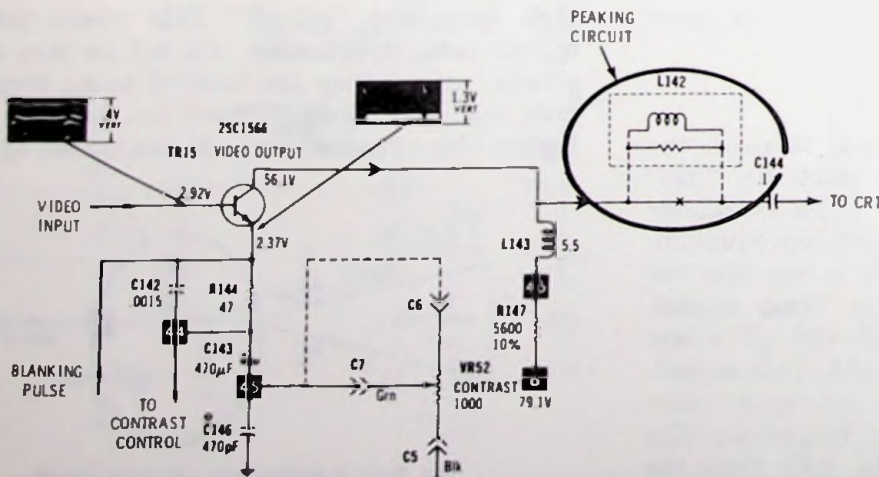 PEAKING
CIRCUIT
L142
4V
VERT
1.3V
VERT
2SC1566
TR15 VIDEO OUTPUT
C144
.1
56.1V
2.92V
TO CRT
VIDEO
INPUT
2.37V
L143
5.5
C142
.0015
R144
47
C6
R147
5600
10%
44
C143
470µF
C7
VR52
CONTRAST
1000
BLANKING
PULSE
45
Grn
79.1V
TO
CONTRAST
CONTROL
C146
470pF
C5
Blk